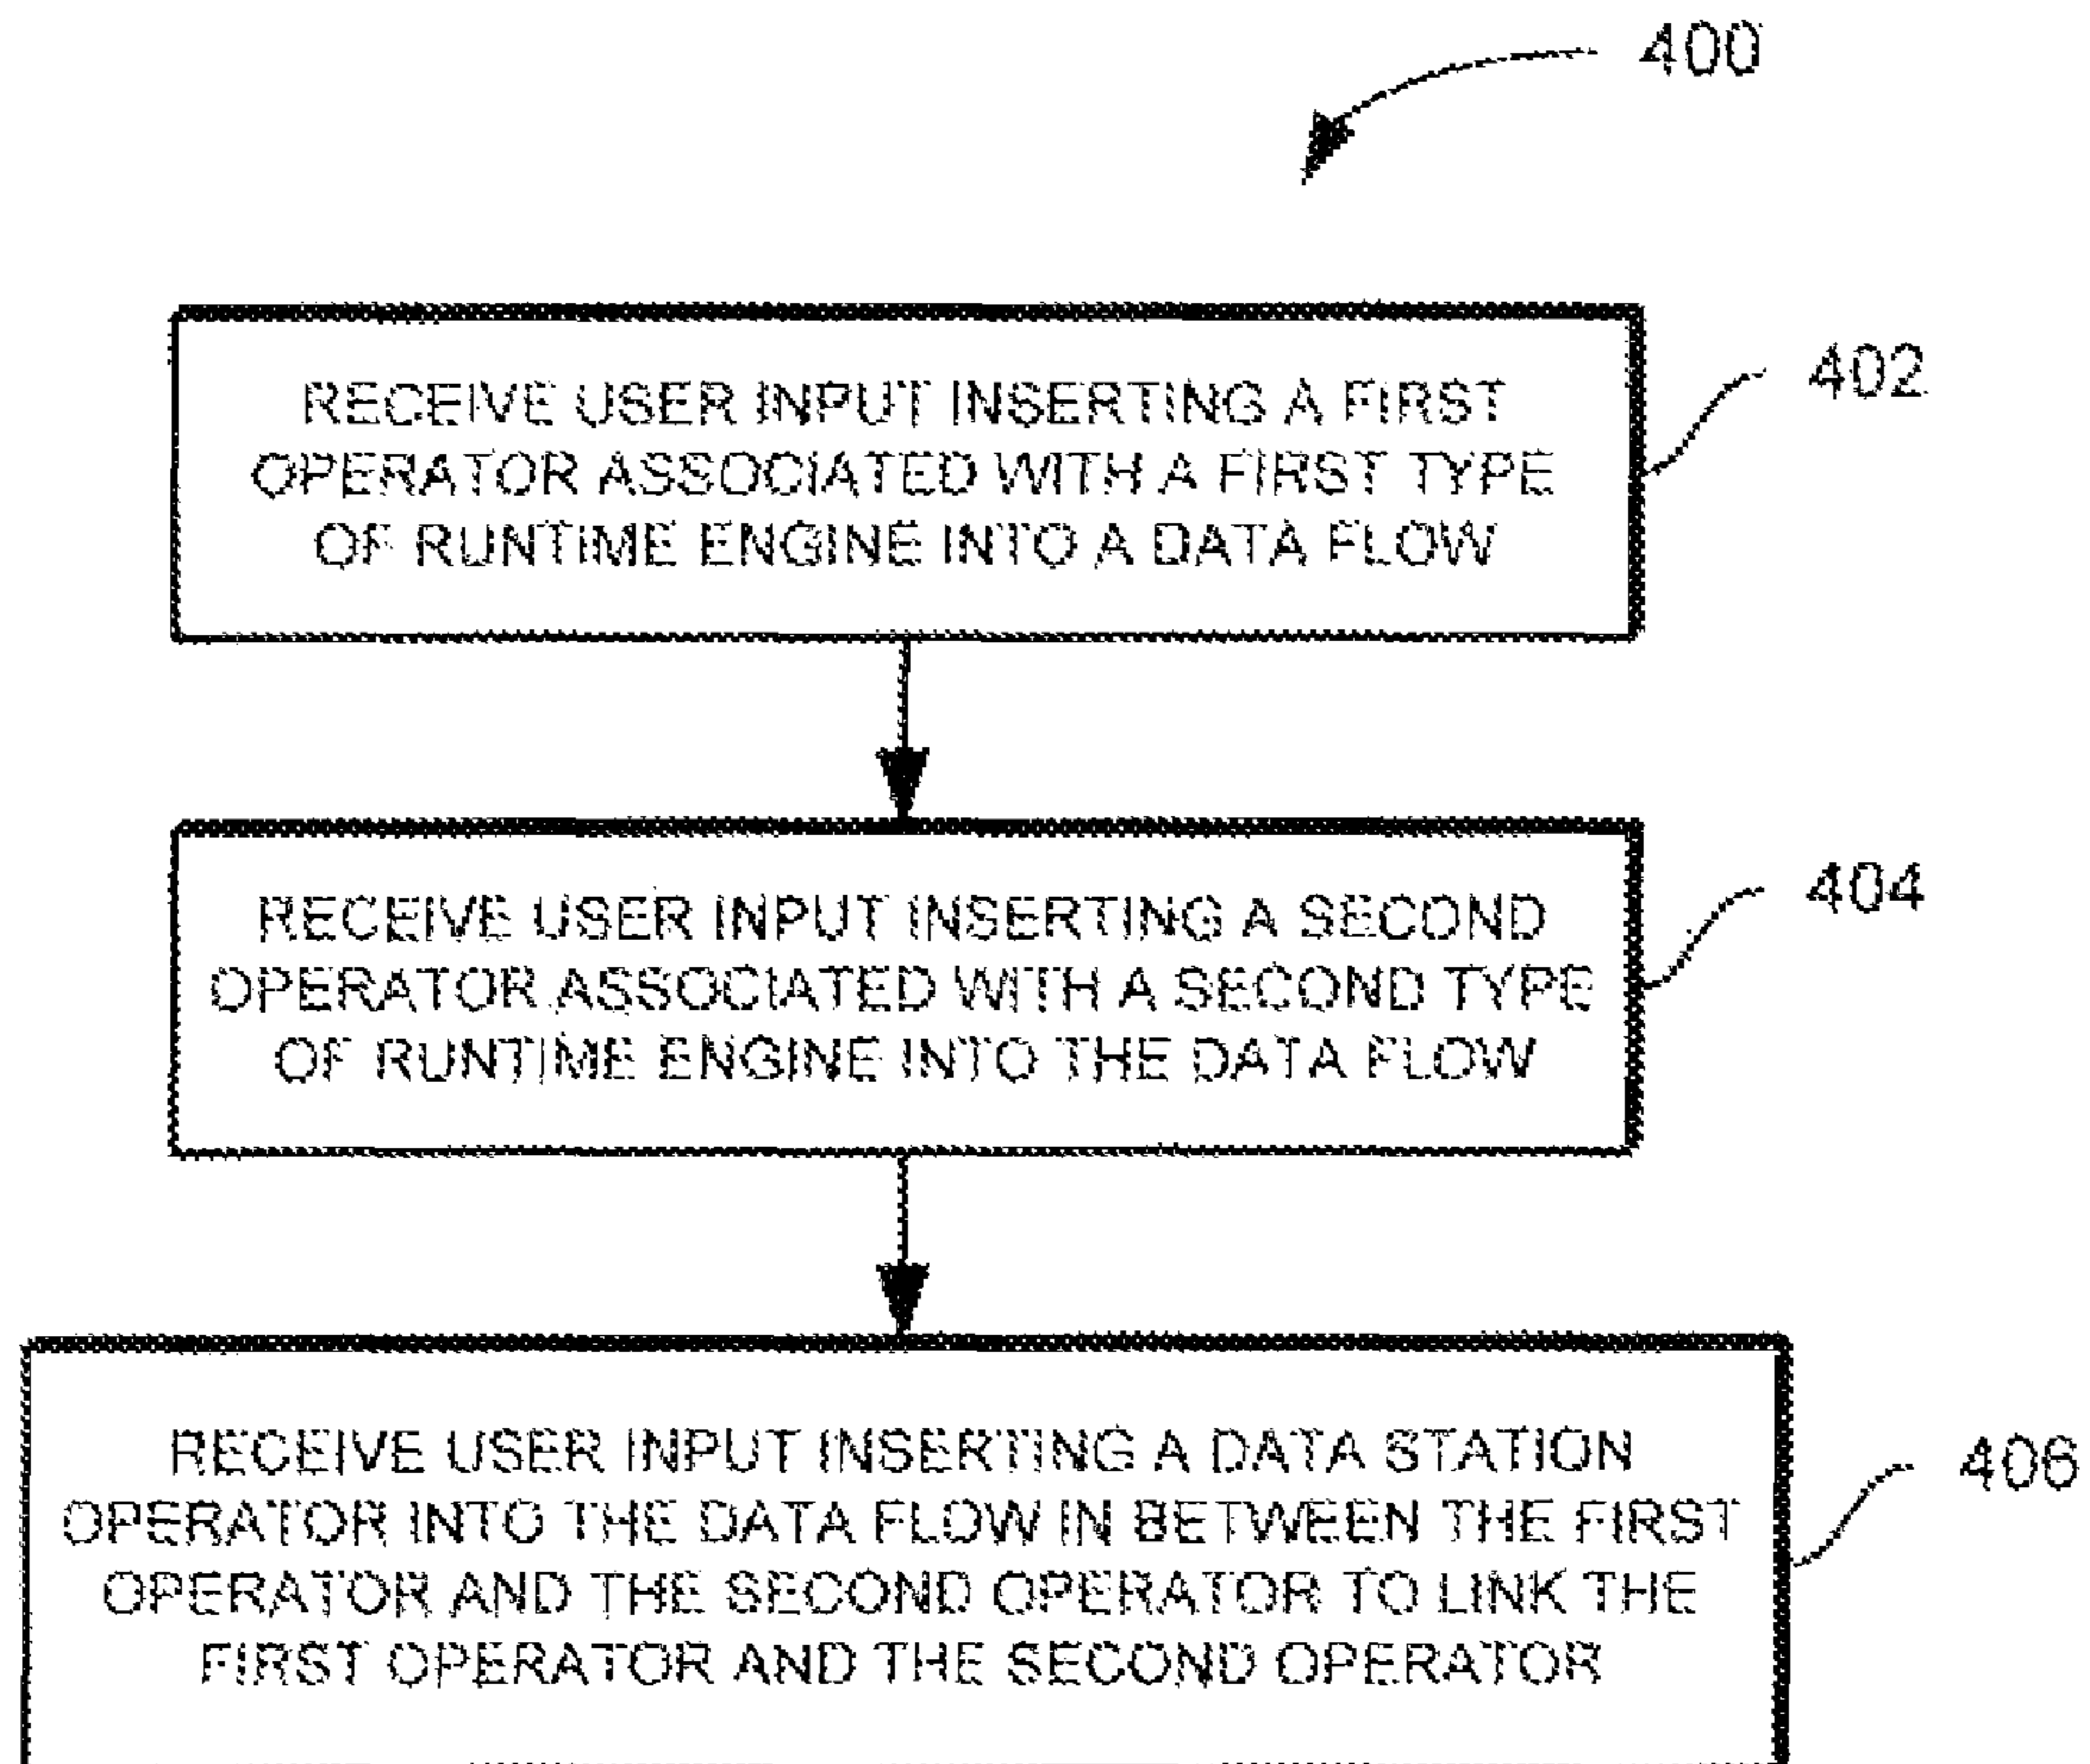 400
RECEIVE USER INPUT INSERTING A FIRST
OPERATOR ASSOCIATED WITH A FIRST TYPE
OF RUNTIME ENGINE INTO A DATA FLOW
402
RECEIVE USER INPUT INSERTING A SECOND
OPERATOR ASSOCIATED WITH A SECOND TYPE
OF RUNTIME ENGINE INTO THE DATA FLOW
404
RECEIVE USER INPUT INSERTING A DATA STATION
OPERATOR INTO THE DATA FLOW IN BETWEEN THE FIRST
OPERATOR AND THE SECOND OPERATOR TO LINK THE
FIRST OPERATOR AND THE SECOND OPERATOR
406